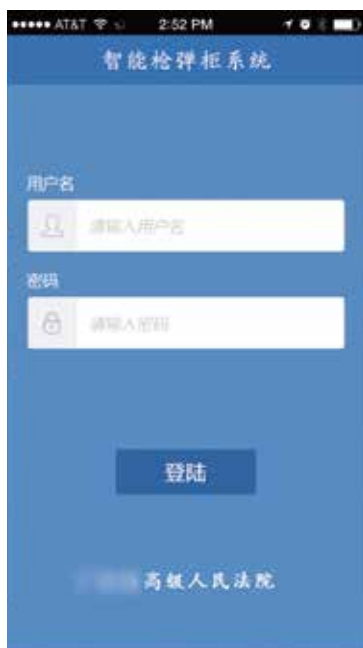 AT&T 2:52 PM
智能枪弹柜系统
用户名
请输入用户名
密码
请输入密码
登陆
高级人民法院